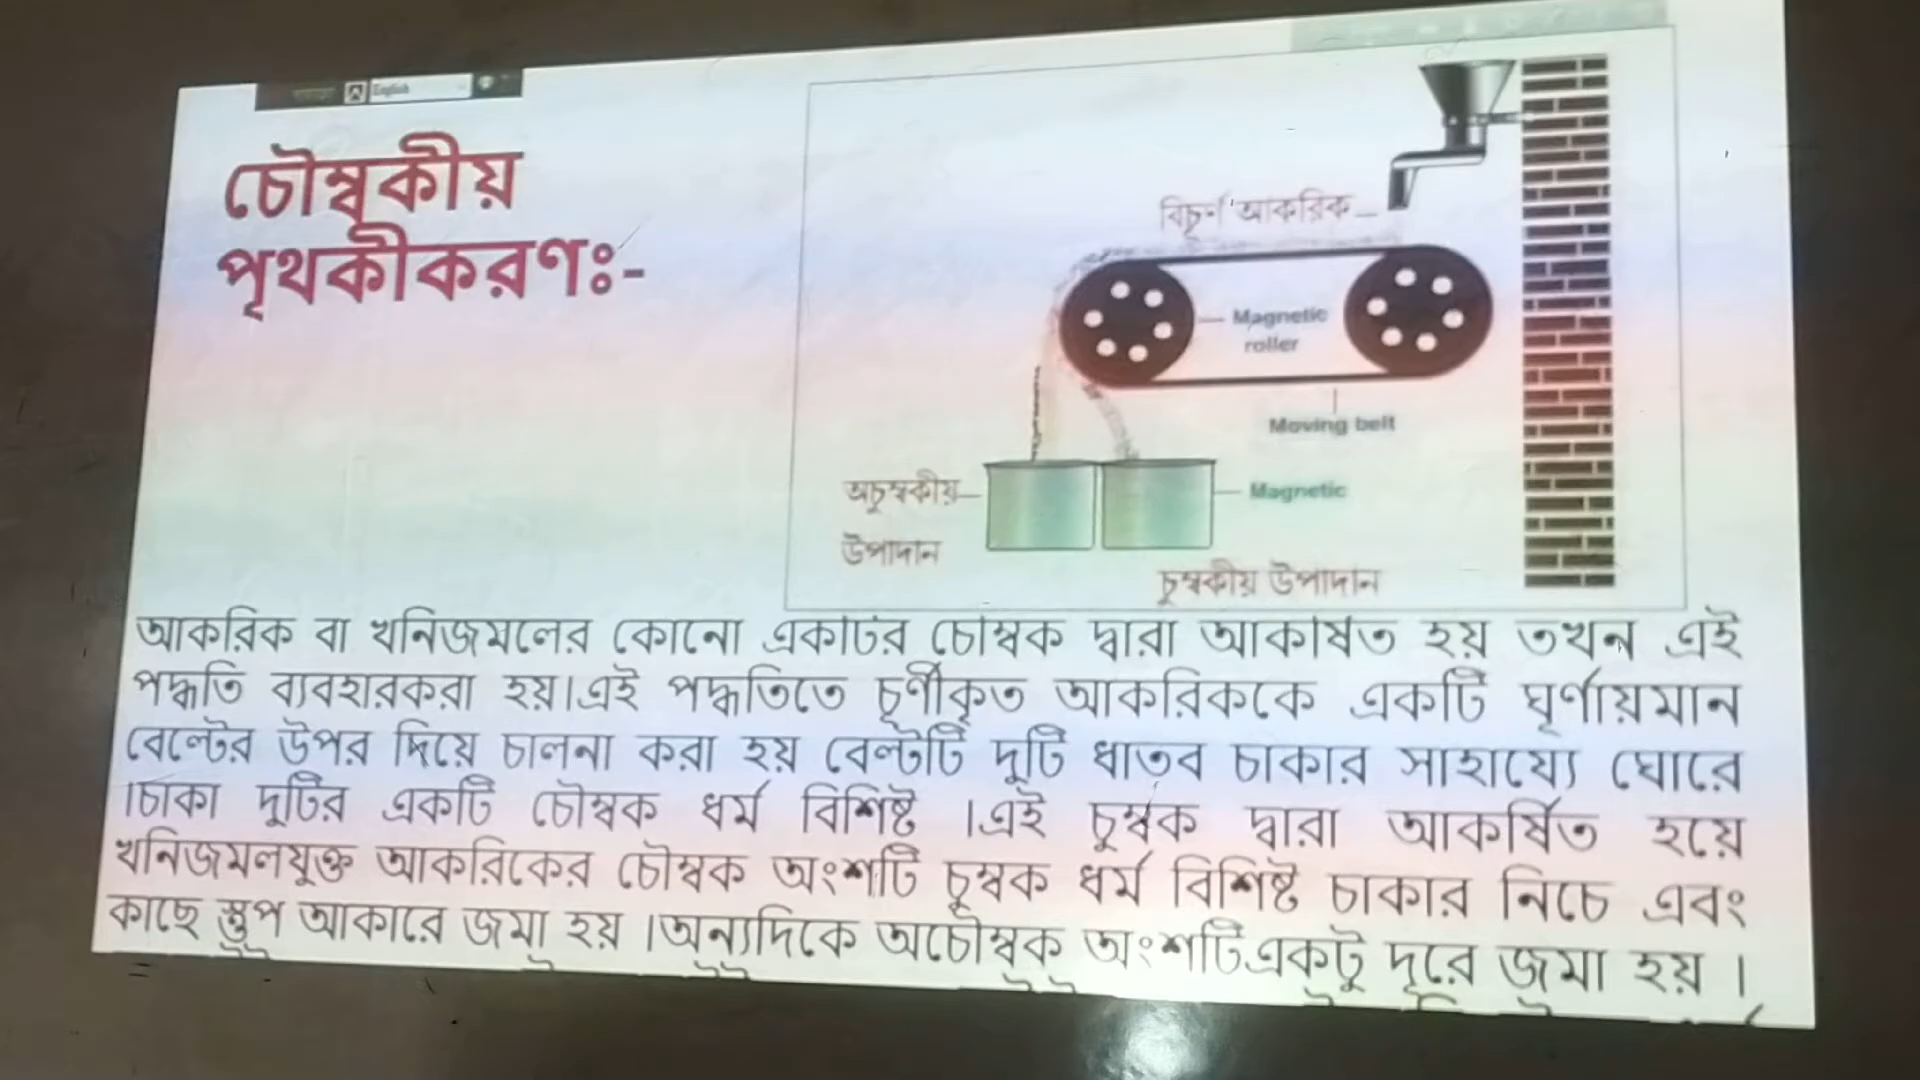 English
চৌম্বকীয়
পৃথকীকরণঃ-
বিচূর্ণ আকরিক
Magnetic
roller
Moving belt
অচুম্বকীয়
উপাদান
Magnetic
চুম্বকীয় উপাদান
আকরিক বা খনিজমলের কোনো একটির চৌম্বক দ্বারা আকর্ষিত হয় তখন এই
পদ্ধতি ব্যবহারকরা হয়।এই পদ্ধতিতে চূর্ণীকৃত আকরিককে একটি ঘূর্ণায়মান
বেল্টের উপর দিয়ে চালনা করা হয় বেল্টটি দুটি ধাতব চাকার সাহায্যে ঘোরে
।চাকা দুটির একটি চৌম্বক ধর্ম বিশিষ্ট ।এই চুম্বক দ্বারা আকর্ষিত হয়ে
খনিজমলযুক্ত আকরিকের চৌম্বক অংশটি চুম্বক ধর্ম বিশিষ্ট চাকার নিচে এবং
কাছে স্তুপ আকারে জমা হয় ।অন্যদিকে অচৌম্বক অংশটিএকটু দূরে জমা হয় ।